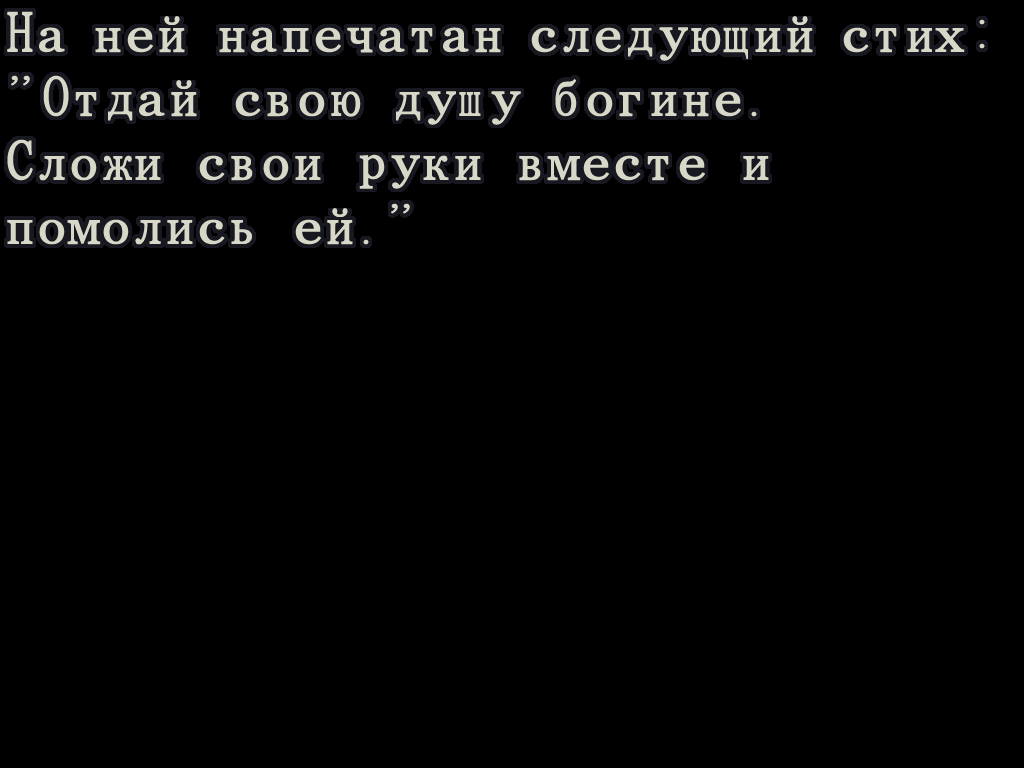 На ней напечатан следующий стих:
”Отдай свою душу богине.
Сложи свои руки вместе и
помолись ей.”